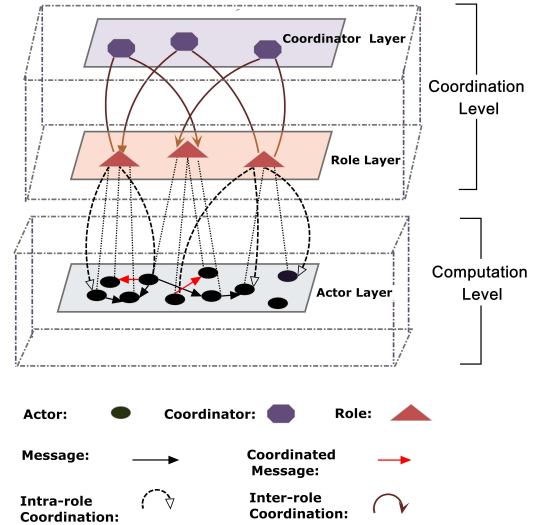 Coordinator Layer
Coordination
Level
Role Layer
Computation
Level
Actor Layer
Actor:
Coordinator:
Role:
Message:
Coordinated
Message:
Intra-role
Coordination:
Inter-role
Coordination: